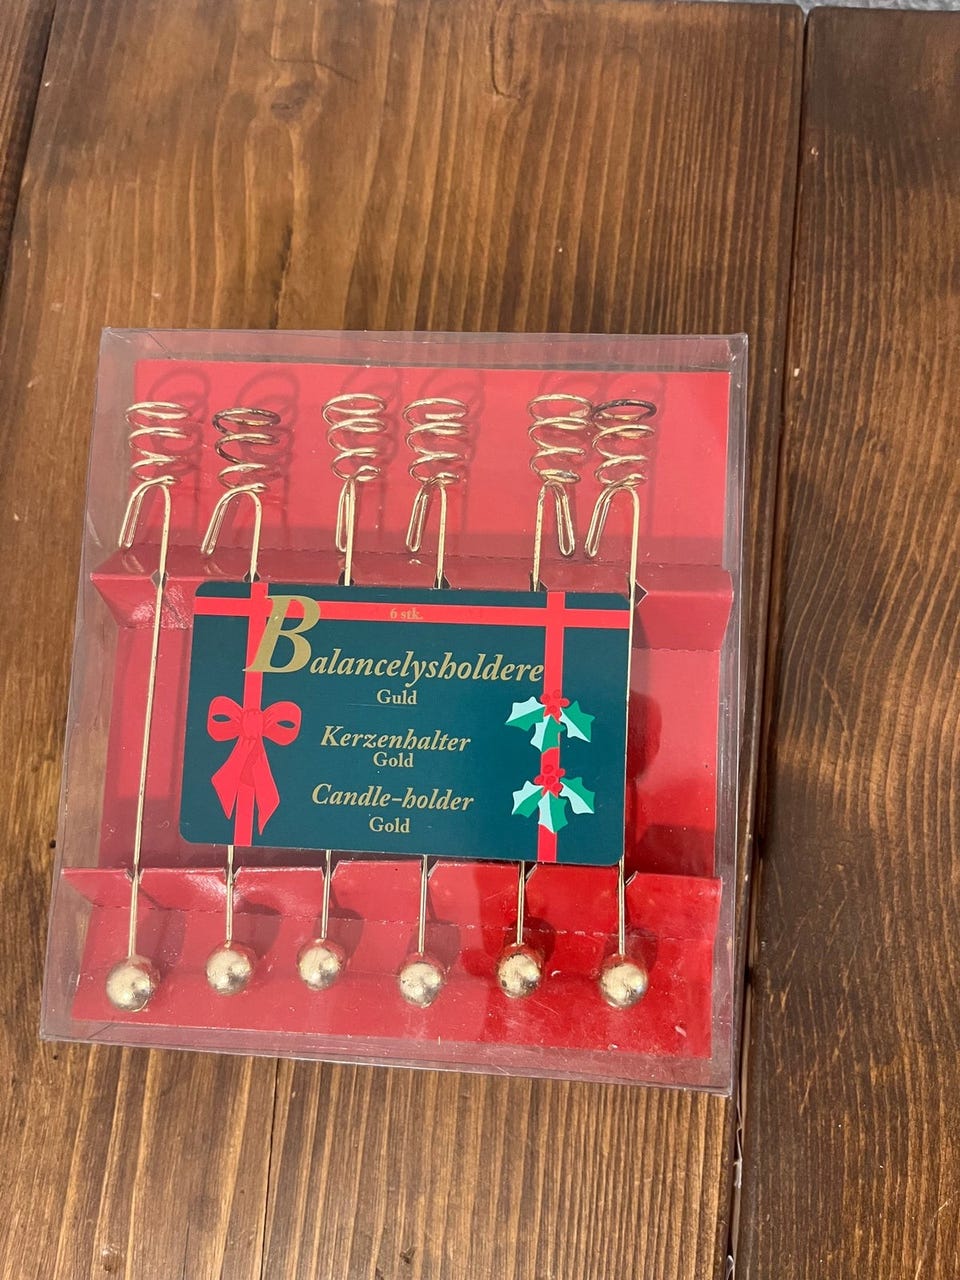 6 stk.
Balancelysholdere
Guld
Kerzenhalter
Gold
Candle-holder
Gold